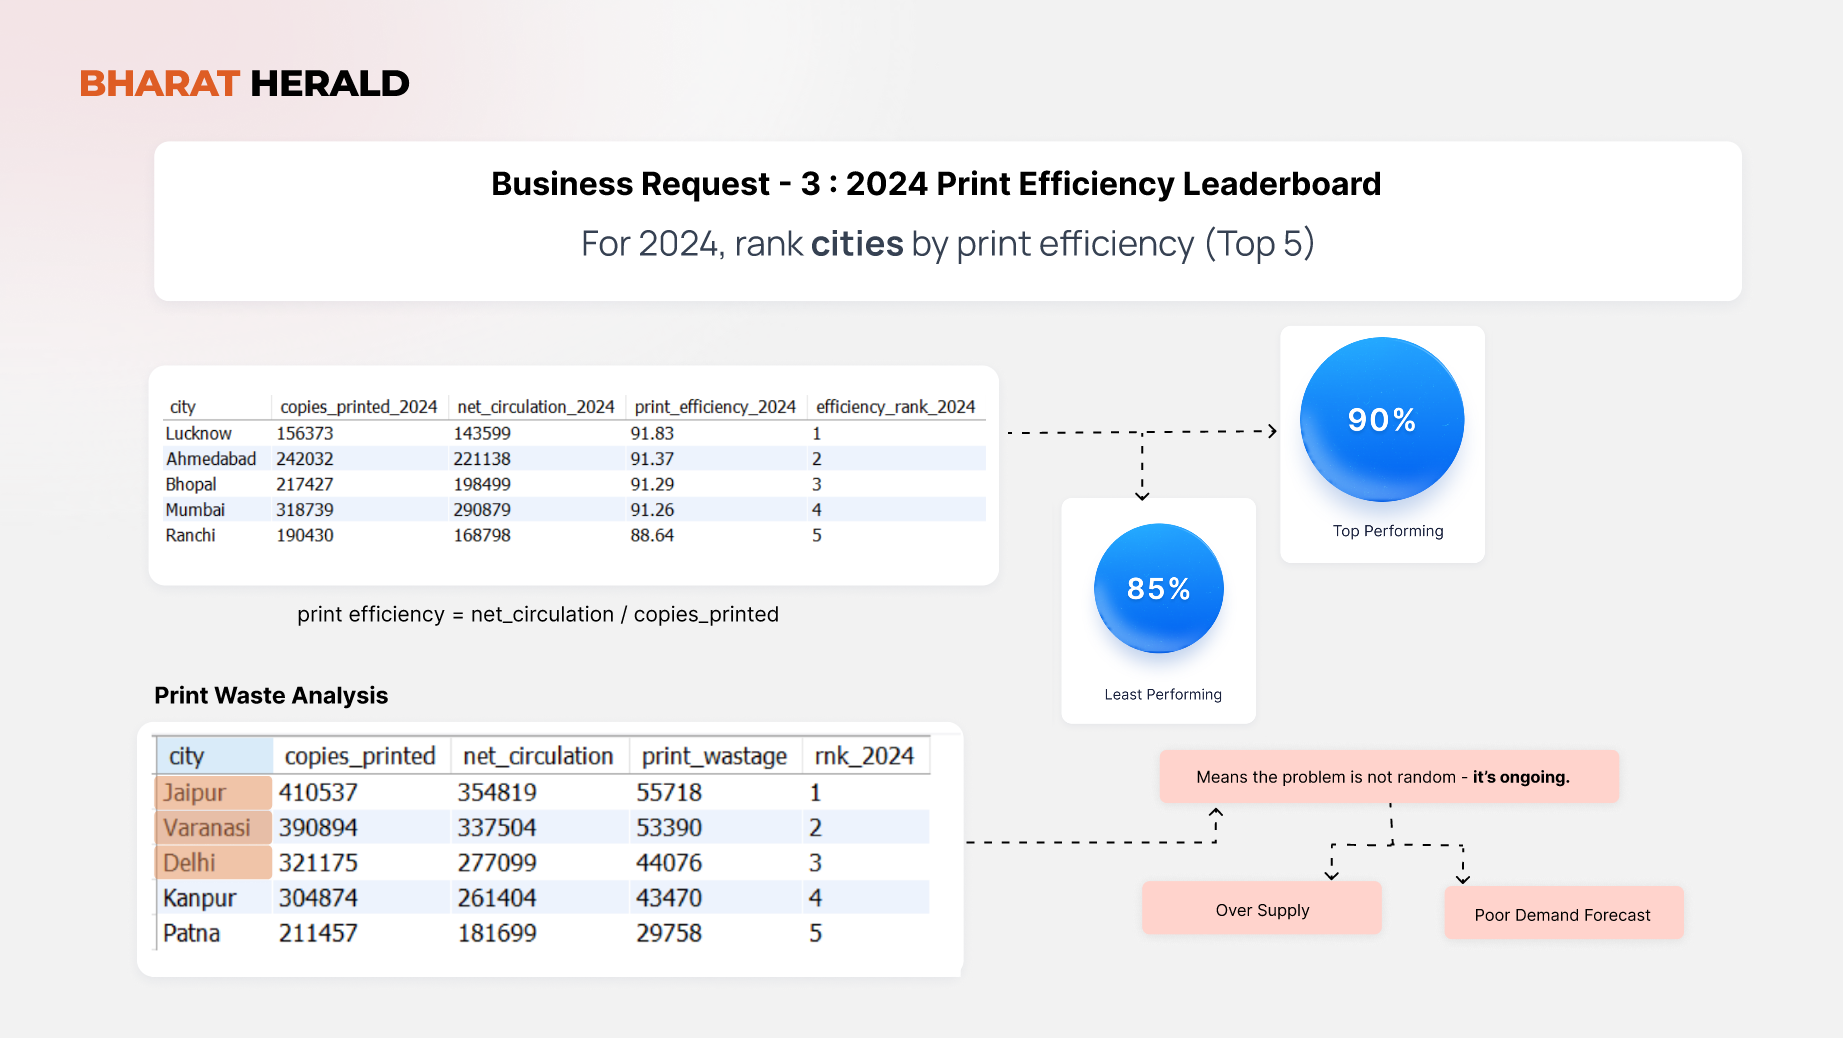 BHARAT HERALD
Business Request - 3 : 2024 Print Efficiency Leaderboard
For 2024, rank cities by print efficiency (Top 5)
city copies_printed_2024 net_circulation_2024 print_efficiency_2024 efficiency_rank_2024
Lucknow 156373 143599 91.83 1
Ahmedabad 242032 221138 91.37 2
Bhopal 217427 198499 91.29 3
Mumbai 318739 290879 91.26 4
Ranchi 190430 168798 88.64 5
print efficiency = net_circulation / copies_printed
90%
Top Performing
85%
Least Performing
Print Waste Analysis
city copies_printed net_circulation print_wastage rnk_2024
Jaipur 410537 354819 55718 1
Varanasi 390894 337504 53390 2
Delhi 321175 277099 44076 3
Kanpur 304874 261404 43470 4
Patna 211457 181699 29758 5
Means the problem is not random - it's ongoing.
Over Supply
Poor Demand Forecast